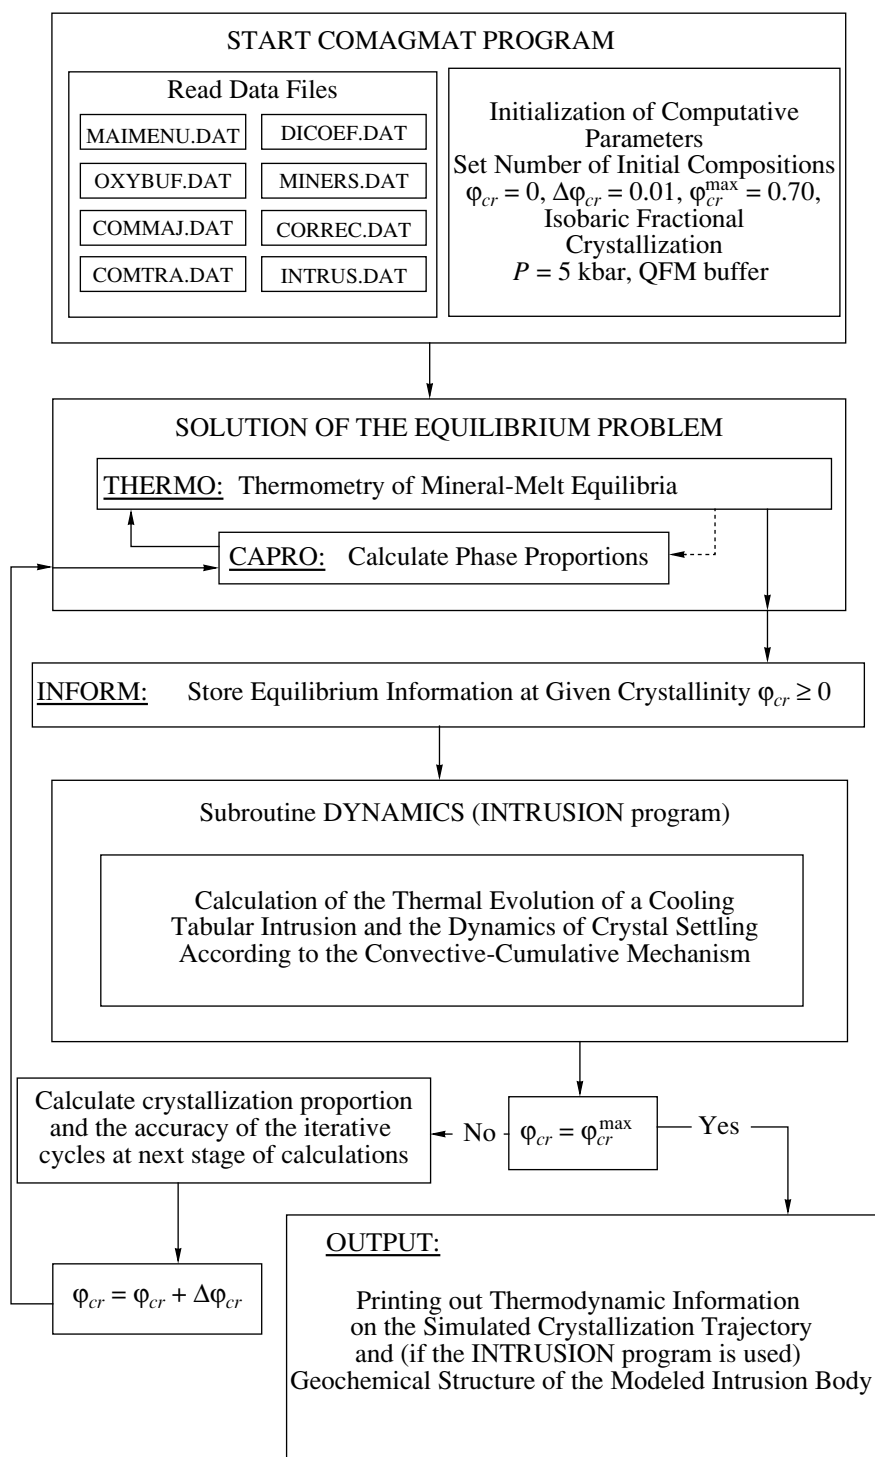 START COMAGMAT PROGRAM
Read Data Files
MAIMENU.DAT
DICOEF.DAT
OXYBUF.DAT
MINERS.DAT
COMMAJ.DAT
CORREC.DAT
COMTRA.DAT
INTRUS.DAT
Initialization of Computative
Parameters
Set Number of Initial Compositions
φcr = 0, Δφcr = 0.01, φcr^max = 0.70,
Isobaric Fractional
Crystallization
P = 5 kbar, QFM buffer
SOLUTION OF THE EQUILIBRIUM PROBLEM
THERMO: Thermometry of Mineral-Melt Equilibria
CAPRO: Calculate Phase Proportions
INFORM: Store Equilibrium Information at Given Crystallinity φcr ≥ 0
Subroutine DYNAMICS (INTRUSION program)
Calculation of the Thermal Evolution of a Cooling
Tabular Intrusion and the Dynamics of Crystal Settling
According to the Convective-Cumulative Mechanism
Calculate crystallization proportion
and the accuracy of the iterative
cycles at next stage of calculations
No
φcr = φcr^max
Yes
φcr = φcr + Δφcr
OUTPUT:
Printing out Thermodynamic Information
on the Simulated Crystallization Trajectory
and (if the INTRUSION program is used)
Geochemical Structure of the Modeled Intrusion Body